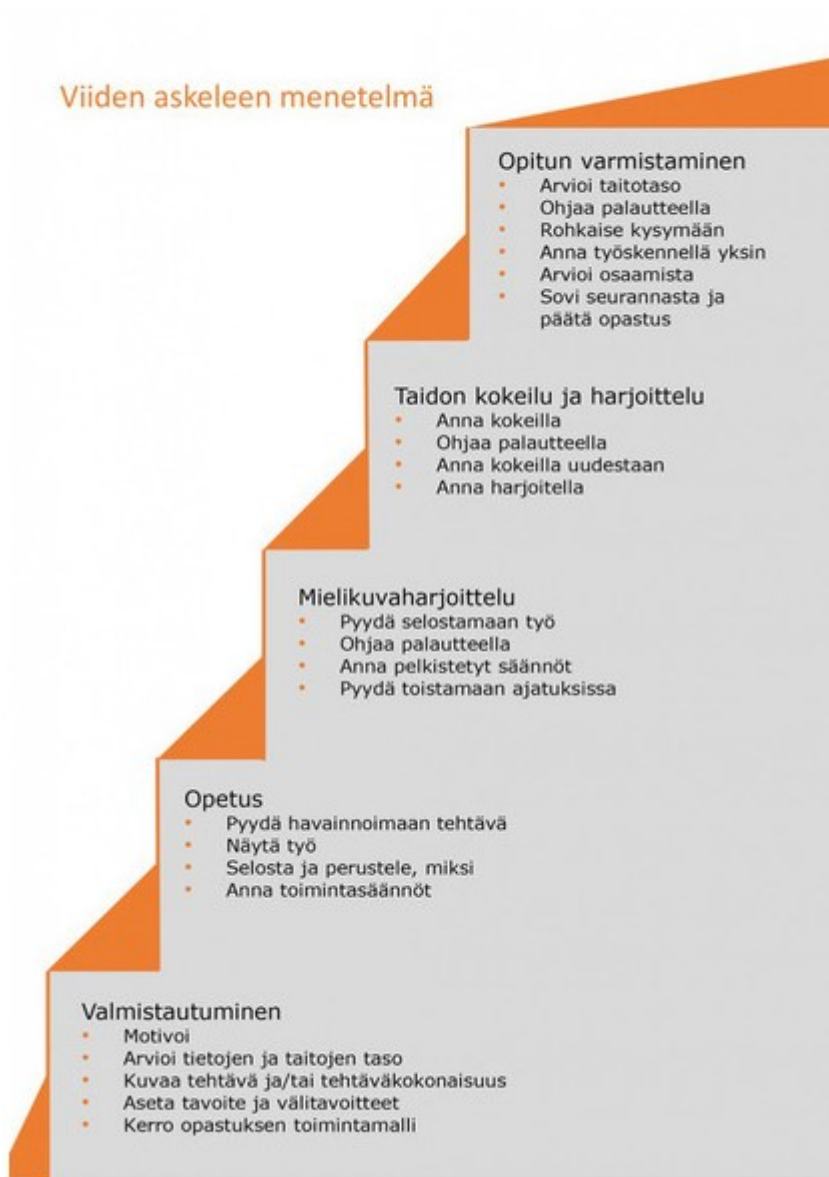 Viiden askeleen menetelmä
Opitun varmistaminen
• Arvioi taitotaso
• Ohjaa palautteella
• Rohkaise kysymään
• Anna työskennellä yksin
• Arvioi osaamista
• Sovi seurannasta ja
päätä opastus
Taidon kokeilu ja harjoittelu
• Anna kokeilla
• Ohjaa palautteella
• Anna kokeilla uudestaan
• Anna harjoitella
Mielikuvaharjoittelu
• Pyydä selostamaan työ
• Ohjaa palautteella
• Anna pelkistetyt säännöt
• Pyydä toistamaan ajatuksissa
Opetus
• Pyydä havainnoimaan tehtävä
• Näytä työ
• Selosta ja perustele, miksi
• Anna toimintasäännöt
Valmistautuminen
• Motivoi
• Arvioi tietojen ja taitojen taso
• Kuvaa tehtävä ja/tai tehtäväkokonaisuus
• Aseta tavoite ja välitavoitteet
• Kerro opastuksen toimintamalli